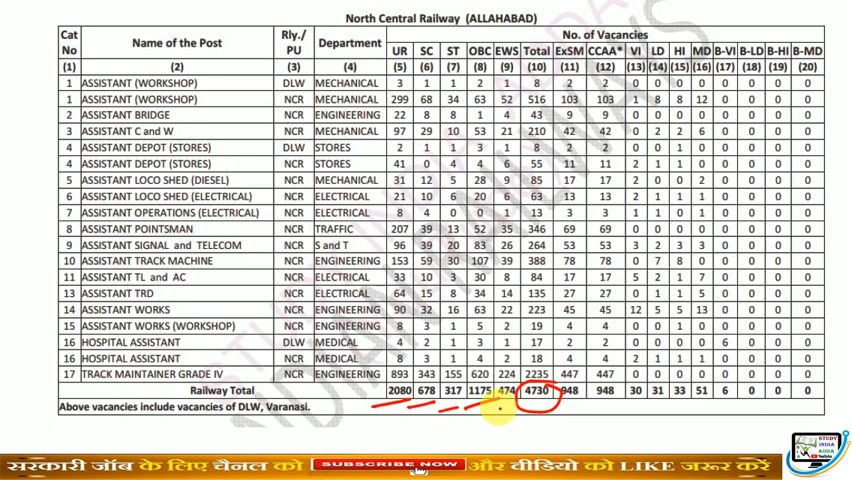 North Central Railway (ALLAHABAD)
Cat No Name of the Post Rly./ PU Department No. of Vacancies
UR SC ST OBC EWS Total ExSM CCAA* VI LD HI MD B-VI B-LD B-HI B-MD
(1) (2) (3) (4) (5) (6) (7) (8) (9) (10) (11) (12) (13) (14) (15) (16) (17) (18) (19) (20)
1 ASSISTANT (WORKSHOP) DLW MECHANICAL 3 1 1 2 1 8 2 2 0 0 0 0 0 0 0 0
1 ASSISTANT (WORKSHOP) NCR MECHANICAL 299 68 34 63 52 516 103 103 1 8 8 12 0 0 0 0
2 ASSISTANT BRIDGE NCR ENGINEERING 22 8 8 1 4 43 9 9 0 0 0 0 0 0 0 0
3 ASSISTANT C and W NCR MECHANICAL 97 29 10 53 21 210 42 42 0 2 2 6 0 0 0 0
4 ASSISTANT DEPOT (STORES) DLW STORES 2 1 1 3 1 8 2 2 0 0 1 0 0 0 0 0
4 ASSISTANT DEPOT (STORES) NCR STORES 41 0 4 4 6 55 11 11 2 1 1 0 0 0 0 0
5 ASSISTANT LOCO SHED (DIESEL) NCR MECHANICAL 31 12 5 28 9 85 17 17 2 0 0 2 0 0 0 0
6 ASSISTANT LOCO SHED (ELECTRICAL) NCR ELECTRICAL 21 10 6 20 6 63 13 13 2 1 1 1 0 0 0 0
7 ASSISTANT OPERATIONS (ELECTRICAL) NCR ELECTRICAL 8 4 0 0 1 13 3 3 1 1 0 1 0 0 0 0
8 ASSISTANT POINTSMAN NCR TRAFFIC 207 39 13 52 35 346 69 69 0 0 0 0 0 0 0 0
9 ASSISTANT SIGNAL and TELECOM NCR S and T 96 39 20 83 26 264 53 53 3 2 3 3 0 0 0 0
10 ASSISTANT TRACK MACHINE NCR ENGINEERING 153 59 30 107 39 388 78 78 0 7 8 0 0 0 0 0
11 ASSISTANT TL and AC NCR ELECTRICAL 33 10 3 30 8 84 17 17 5 2 1 7 0 0 0 0
13 ASSISTANT TRD NCR ELECTRICAL 64 15 8 34 14 135 27 27 0 1 1 5 0 0 0 0
14 ASSISTANT WORKS NCR ENGINEERING 90 32 16 63 22 223 45 45 12 5 5 13 0 0 0 0
15 ASSISTANT WORKS (WORKSHOP) NCR ENGINEERING 8 3 1 5 2 19 4 4 0 0 1 0 0 0 0 0
16 HOSPITAL ASSISTANT DLW MEDICAL 4 2 1 3 1 17 2 2 0 0 0 0 6 0 0 0
16 HOSPITAL ASSISTANT NCR MEDICAL 8 3 1 4 2 18 4 4 2 1 1 1 0 0 0 0
17 TRACK MAINTAINER GRADE IV NCR ENGINEERING 893 343 155 620 224 2235 447 447 0 0 0 0 0 0 0 0
Railway Total 2080 678 317 1175 474 4730 948 948 30 31 33 51 6 0 0 0
Above vacancies include vacancies of DLW, Varanasi.
STUDY INDIA ADDA
YouTube
सरकारी जॉब के लिए चैनल को SUBSCRIBE NOW और वीडियो को LIKE जरूर करें